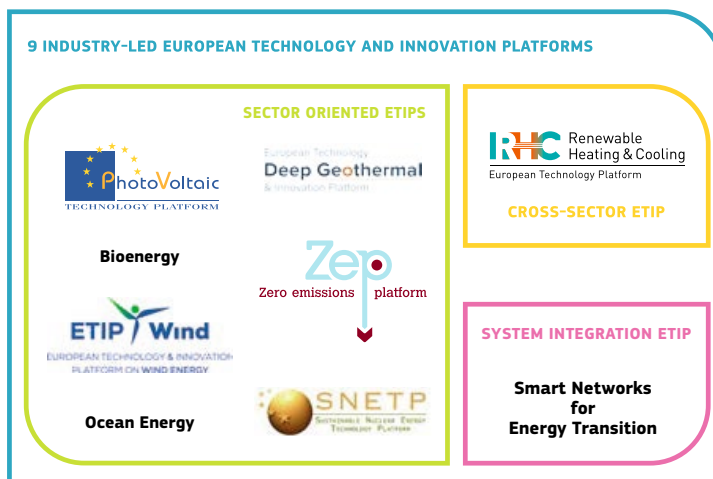 9 INDUSTRY-LED EUROPEAN TECHNOLOGY AND INNOVATION PLATFORMS
SECTOR ORIENTED ETIPS
PhotoVoltaic
TECHNOLOGY PLATFORM
European Technology
Deep Geothermal
& Innovation Platform
Bioenergy
Zep
Zero emissions platform
ETIP Wind
EUROPEAN TECHNOLOGY & INNOVATION
PLATFORM ON WIND ENERGY
Ocean Energy
SNETP
SUSTAINABLE NUCLEAR ENERGY
TECHNOLOGY PLATFORM
RHC Renewable
Heating & Cooling
European Technology Platform
CROSS-SECTOR ETIP
SYSTEM INTEGRATION ETIP
Smart Networks
for
Energy Transition